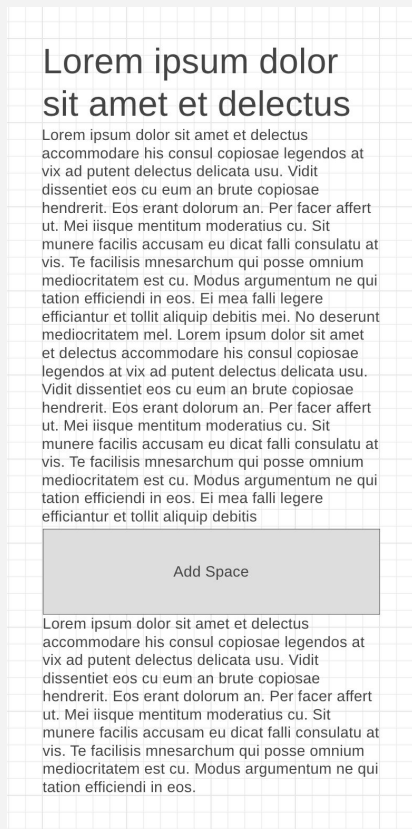 Lorem ipsum dolor
sit amet et delectus
Lorem ipsum dolor sit amet et delectus
accommodare his consul copiosae legendos at
vix ad putent delectus delicata usu. Vidit
dissentiet eos cu eum an brute copiosae
hendrerit. Eos erant dolorum an. Per facer affert
ut. Mei iisque mentitum moderatius cu. Sit
munere facilis accusam eu dicat falli consulatu at
vis. Te facilisis mnesarchum qui posse omnium
mediocritatem est cu. Modus argumentum ne qui
tation efficiendi in eos. Ei mea falli legere
efficiantur et tollit aliquip debitis mei. No deserunt
mediocritatem mel. Lorem ipsum dolor sit amet
et delectus accommodare his consul copiosae
legendos at vix ad putent delectus delicata usu.
Vidit dissentiet eos cu eum an brute copiosae
hendrerit. Eos erant dolorum an. Per facer affert
ut. Mei iisque mentitum moderatius cu. Sit
munere facilis accusam eu dicat falli consulatu at
vis. Te facilisis mnesarchum qui posse omnium
mediocritatem est cu. Modus argumentum ne qui
tation efficiendi in eos. Ei mea falli legere
efficiantur et tollit aliquip debitis
Add Space
Lorem ipsum dolor sit amet et delectus
accommodare his consul copiosae legendos at
vix ad putent delectus delicata usu. Vidit
dissentiet eos cu eum an brute copiosae
hendrerit. Eos erant dolorum an. Per facer affert
ut. Mei iisque mentitum moderatius cu. Sit
munere facilis accusam eu dicat falli consulatu at
vis. Te facilisis mnesarchum qui posse omnium
mediocritatem est cu. Modus argumentum ne qui
tation efficiendi in eos.